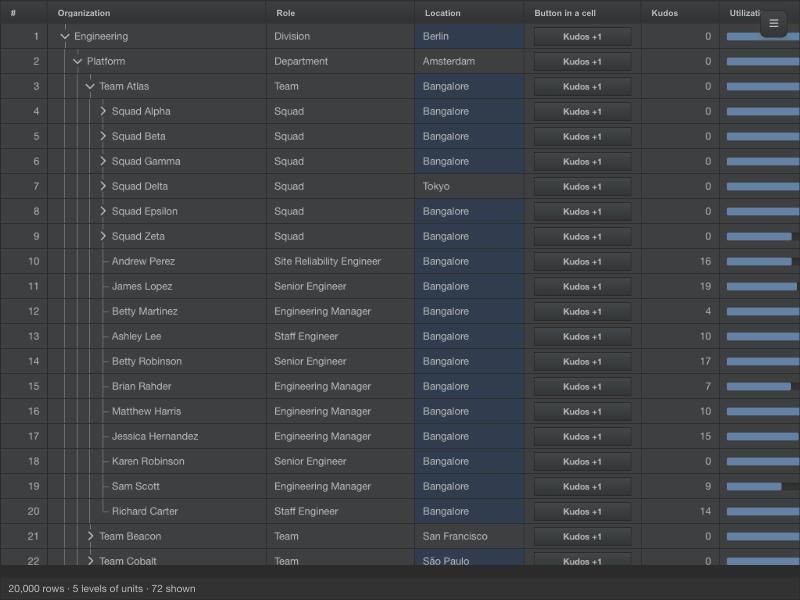 # Organization Role Location Button in a cell Kudos Utilizati
1 Engineering Division Berlin Kudos +1 0
2 Platform Department Amsterdam Kudos +1 0
3 Team Atlas Team Bangalore Kudos +1 0
4 Squad Alpha Squad Bangalore Kudos +1 0
5 Squad Beta Squad Bangalore Kudos +1 0
6 Squad Gamma Squad Bangalore Kudos +1 0
7 Squad Delta Squad Tokyo Kudos +1 0
8 Squad Epsilon Squad Bangalore Kudos +1 0
9 Squad Zeta Squad Bangalore Kudos +1 0
10 Andrew Perez Site Reliability Engineer Bangalore Kudos +1 16
11 James Lopez Senior Engineer Bangalore Kudos +1 19
12 Betty Martinez Engineering Manager Bangalore Kudos +1 4
13 Ashley Lee Staff Engineer Bangalore Kudos +1 10
14 Betty Robinson Senior Engineer Bangalore Kudos +1 17
15 Brian Rahder Engineering Manager Bangalore Kudos +1 7
16 Matthew Harris Engineering Manager Bangalore Kudos +1 10
17 Jessica Hernandez Engineering Manager Bangalore Kudos +1 15
18 Karen Robinson Senior Engineer Bangalore Kudos +1 0
19 Sam Scott Engineering Manager Bangalore Kudos +1 9
20 Richard Carter Staff Engineer Bangalore Kudos +1 14
21 Team Beacon Team San Francisco Kudos +1 0
22 Team Cobalt Team São Paulo Kudos +1 0
20,000 rows · 5 levels of units · 72 shown